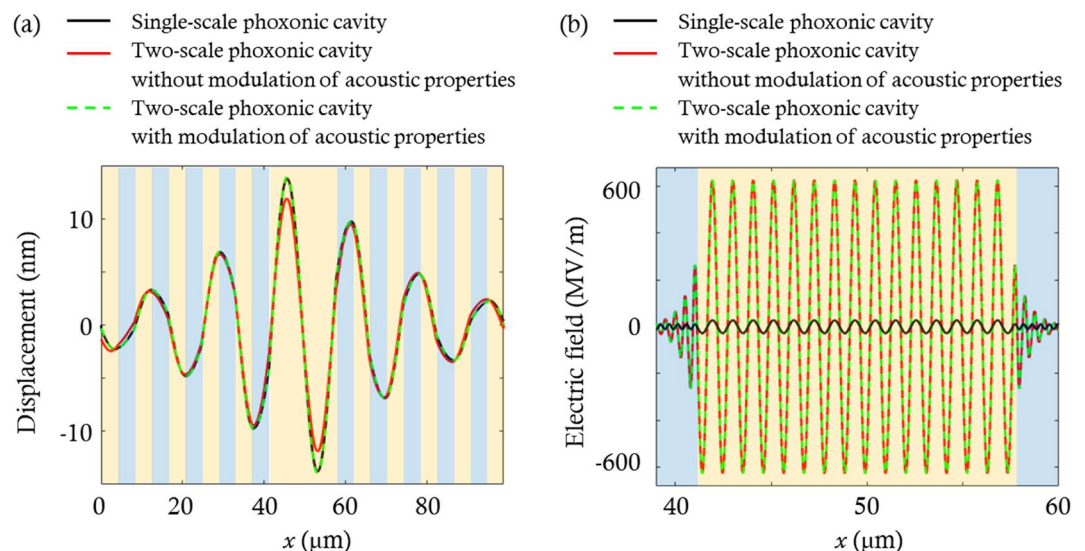 (a)
Single-scale phoxonic cavity
Two-scale phoxonic cavity
without modulation of acoustic properties
Two-scale phoxonic cavity
with modulation of acoustic properties
Displacement (nm)
10
0
-10
0
20
40
60
80
x (μm)
(b)
Single-scale phoxonic cavity
Two-scale phoxonic cavity
without modulation of acoustic properties
Two-scale phoxonic cavity
with modulation of acoustic properties
Electric field (MV/m)
600
0
-600
40
50
60
x (μm)